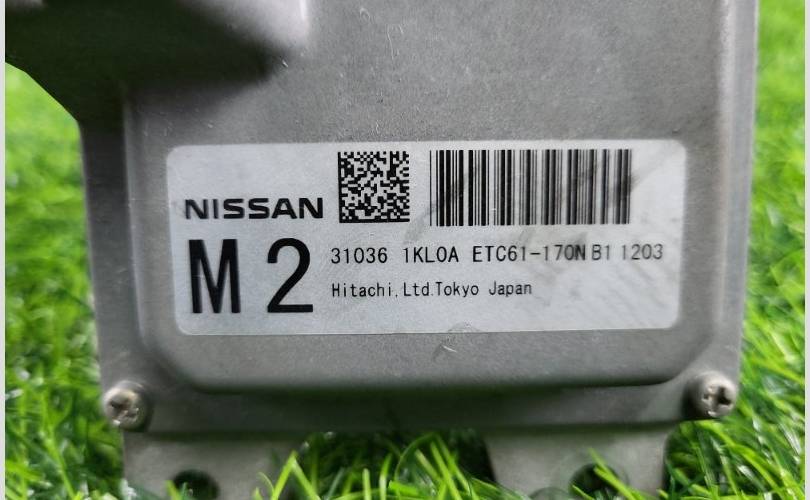 NISSAN
M 2
31036 1KL0A ETC61-170N B1 1203
Hitachi,Ltd.Tokyo Japan